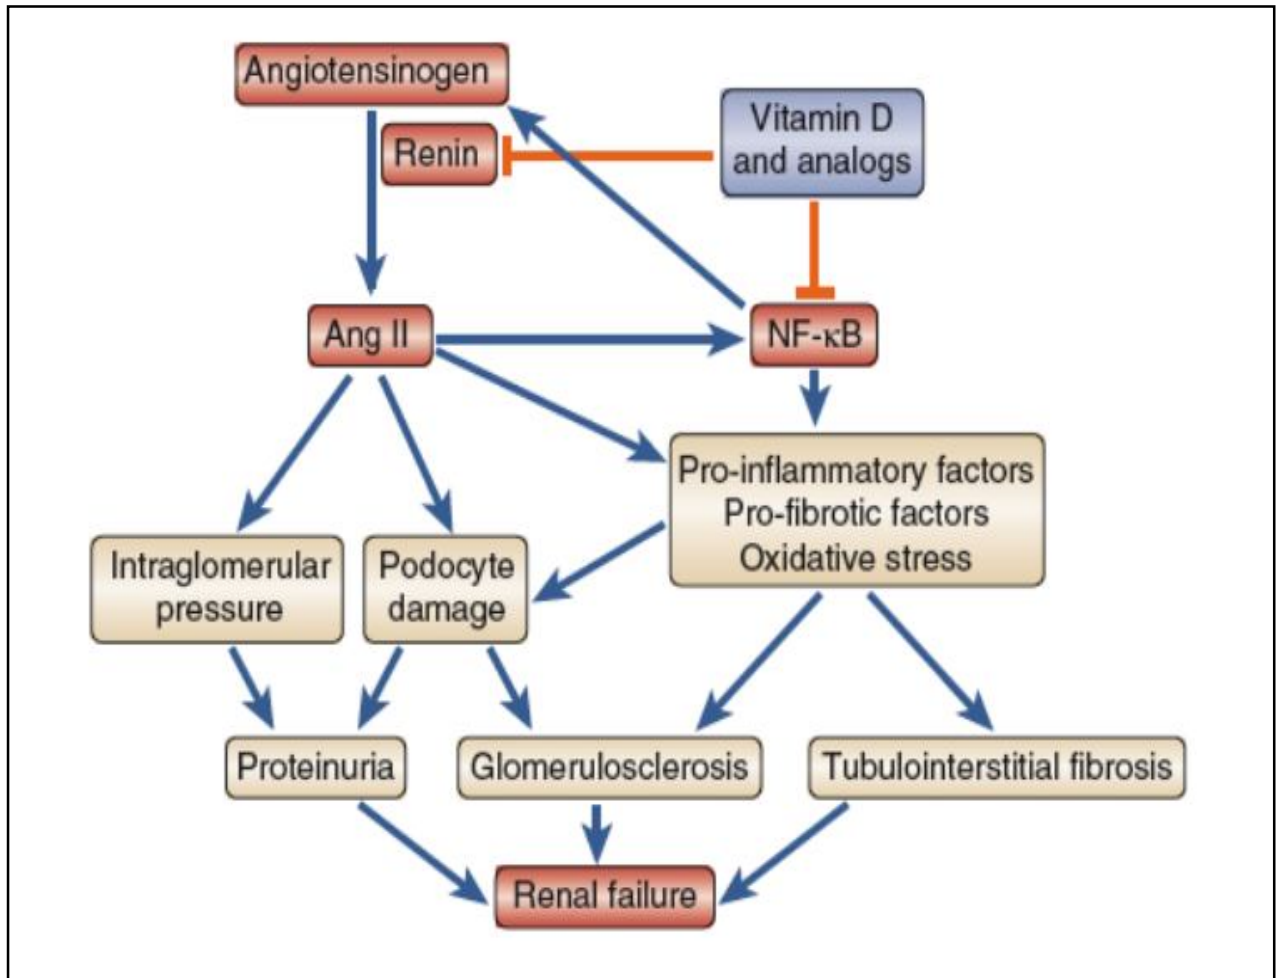 Angiotensinogen
Renin
Vitamin D
and analogs
Ang II
NF-κB
Pro-inflammatory factors
Pro-fibrotic factors
Oxidative stress
Intraglomerular
pressure
Podocyte
damage
Proteinuria
Glomerulosclerosis
Tubulointerstitial fibrosis
Renal failure